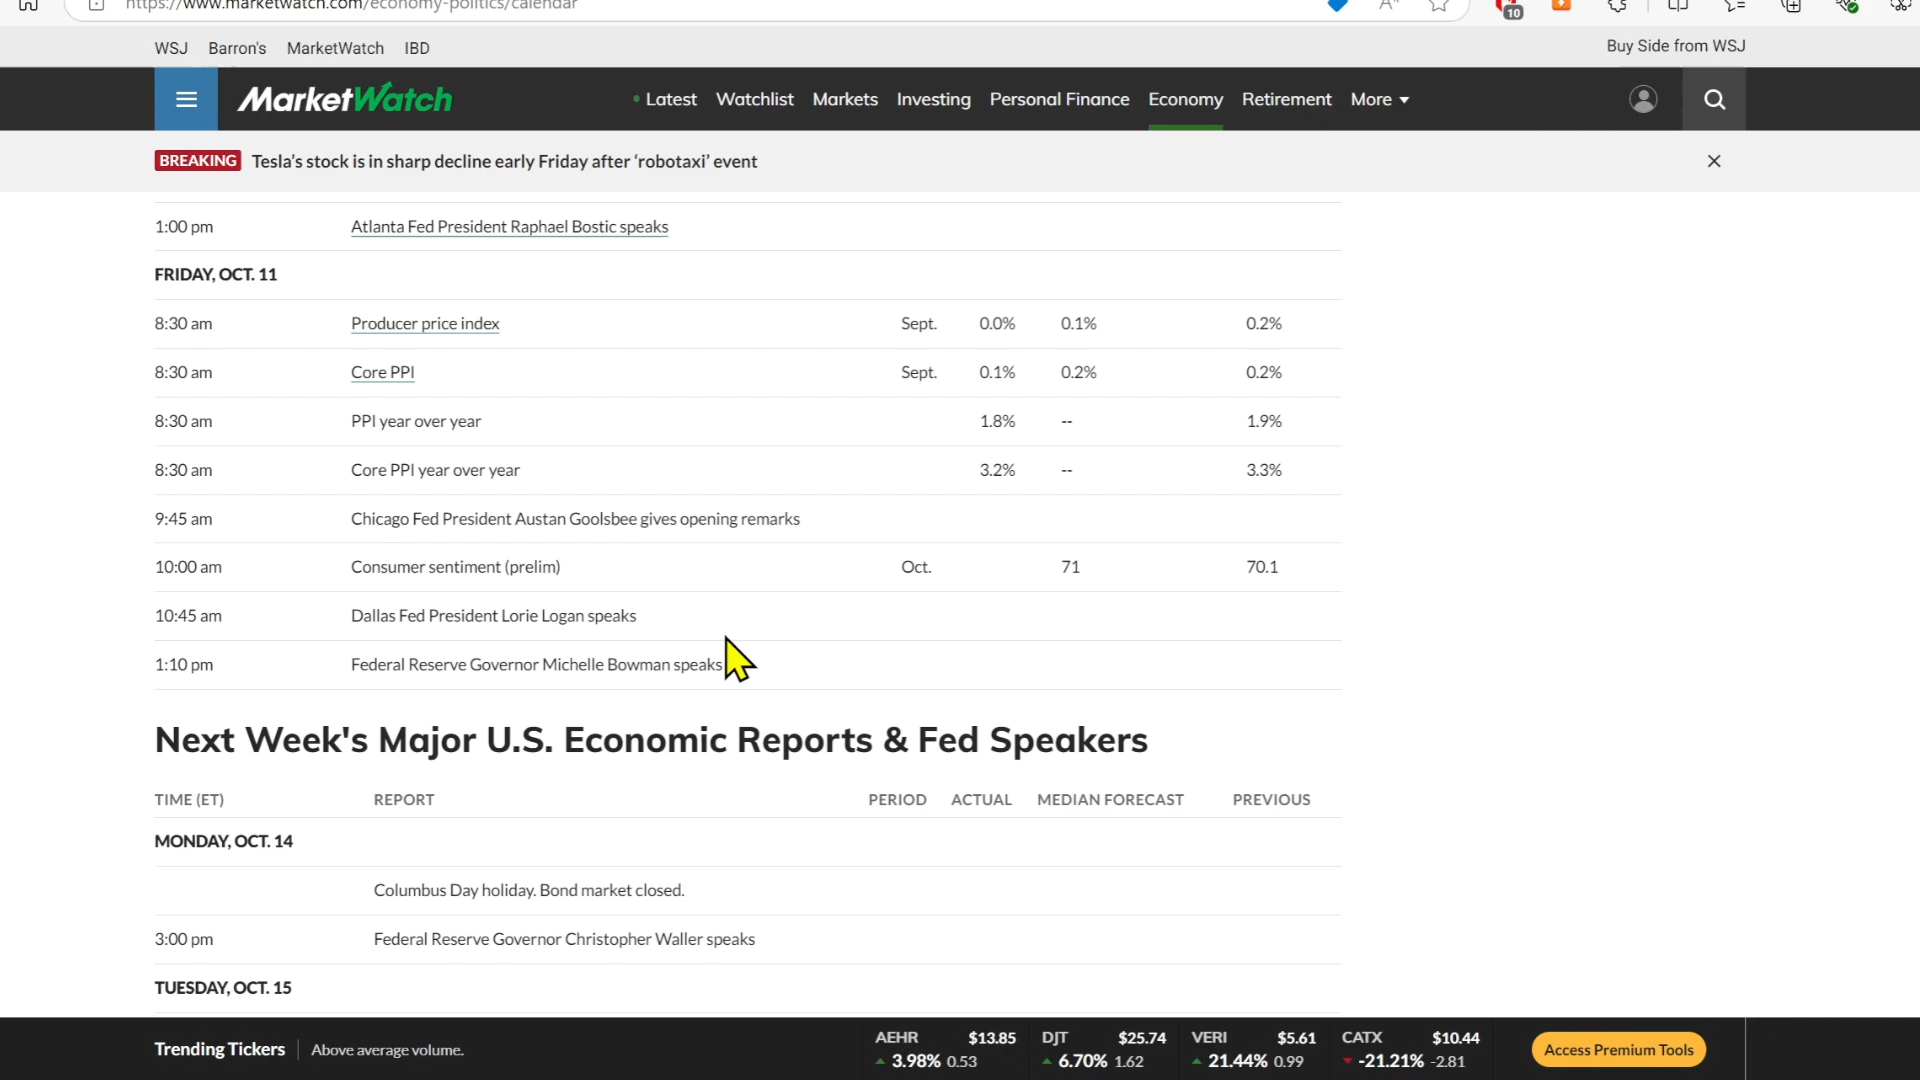 https://www.marketwatch.com/economy-politics/calendar
10
WSJ Barron's MarketWatch IBD Buy Side from WSJ
MarketWatch Latest Watchlist Markets Investing Personal Finance Economy Retirement More
BREAKING Tesla's stock is in sharp decline early Friday after ‘robotaxi’ event
1:00 pm Atlanta Fed President Raphael Bostic speaks
FRIDAY, OCT. 11
8:30 am Producer price index Sept. 0.0% 0.1% 0.2%
8:30 am Core PPI Sept. 0.1% 0.2% 0.2%
8:30 am PPI year over year 1.8% -- 1.9%
8:30 am Core PPI year over year 3.2% -- 3.3%
9:45 am Chicago Fed President Austan Goolsbee gives opening remarks
10:00 am Consumer sentiment (prelim) Oct. 71 70.1
10:45 am Dallas Fed President Lorie Logan speaks
1:10 pm Federal Reserve Governor Michelle Bowman speaks
Next Week's Major U.S. Economic Reports & Fed Speakers
TIME (ET) REPORT PERIOD ACTUAL MEDIAN FORECAST PREVIOUS
MONDAY, OCT. 14
Columbus Day holiday. Bond market closed.
3:00 pm Federal Reserve Governor Christopher Waller speaks
TUESDAY, OCT. 15
Trending Tickers Above average volume.
AEHR $13.85 DJT $25.74 VERI $5.61 CATX $10.44
3.98% 0.53 6.70% 1.62 21.44% 0.99 -21.21% -2.81
Access Premium Tools